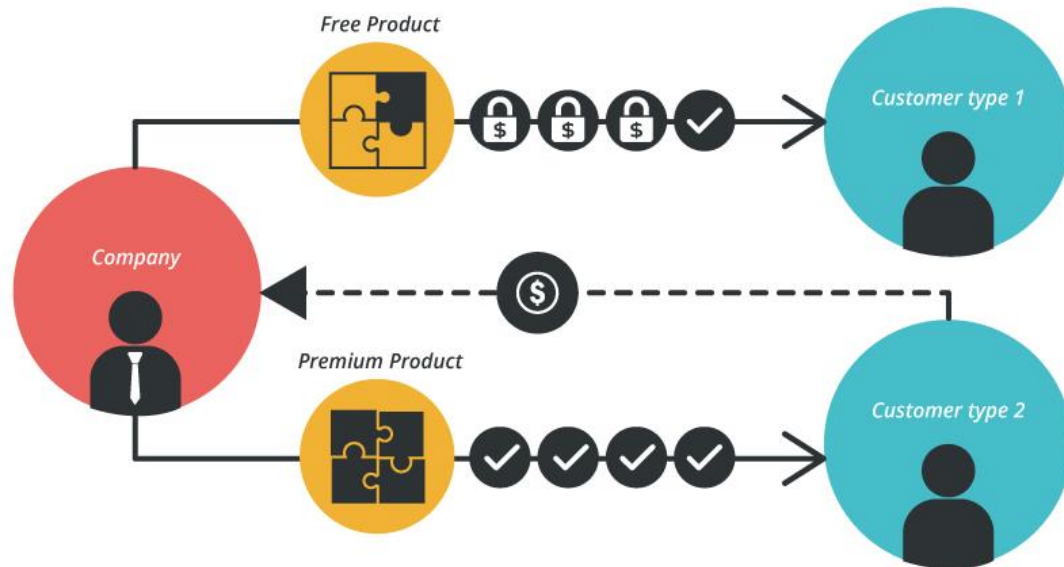 Free Product
$
$
$
Customer type 1
Company
$
Premium Product
Customer type 2